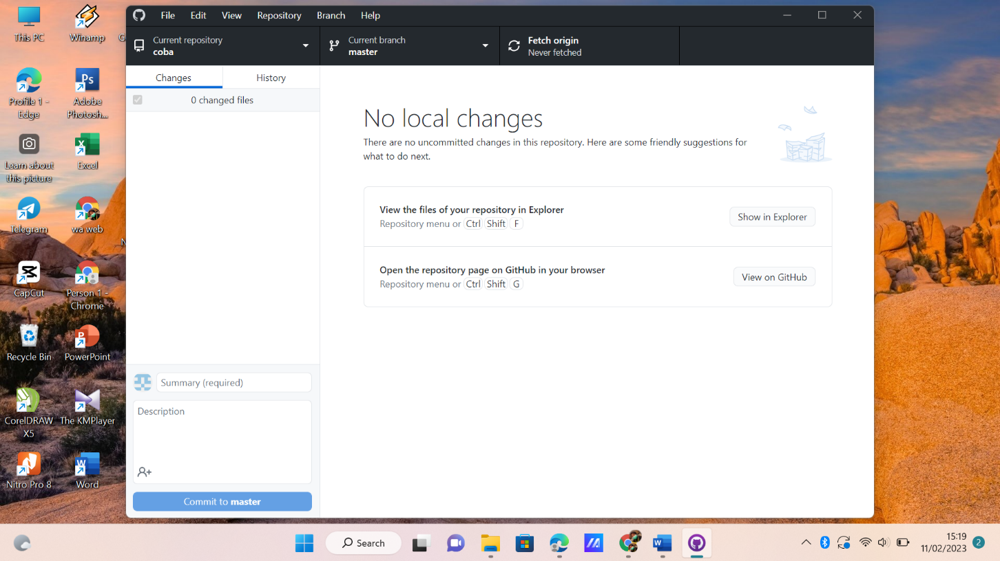 This PC
Winamp
G
Profile 1 -
Edge
Adobe
Photosh...
Learn about
this picture
Excel
Telegram
wa web
N
CapCut
Person 1 -
Chrome
Recycle Bin
PowerPoint
CorelDRAW
X5
The KMPlayer
Nitro Pro 8
Word
File Edit View Repository Branch Help
Current repository
coba
Current branch
master
Fetch origin
Never fetched
Changes
History
0 changed files
No local changes
There are no uncommitted changes in this repository. Here are some friendly suggestions for
what to do next.
View the files of your repository in Explorer
Repository menu or Ctrl Shift F
Show in Explorer
Open the repository page on GitHub in your browser
Repository menu or Ctrl Shift G
View on GitHub
Summary (required)
Description
Commit to master
Search
15:19
11/02/2023
2